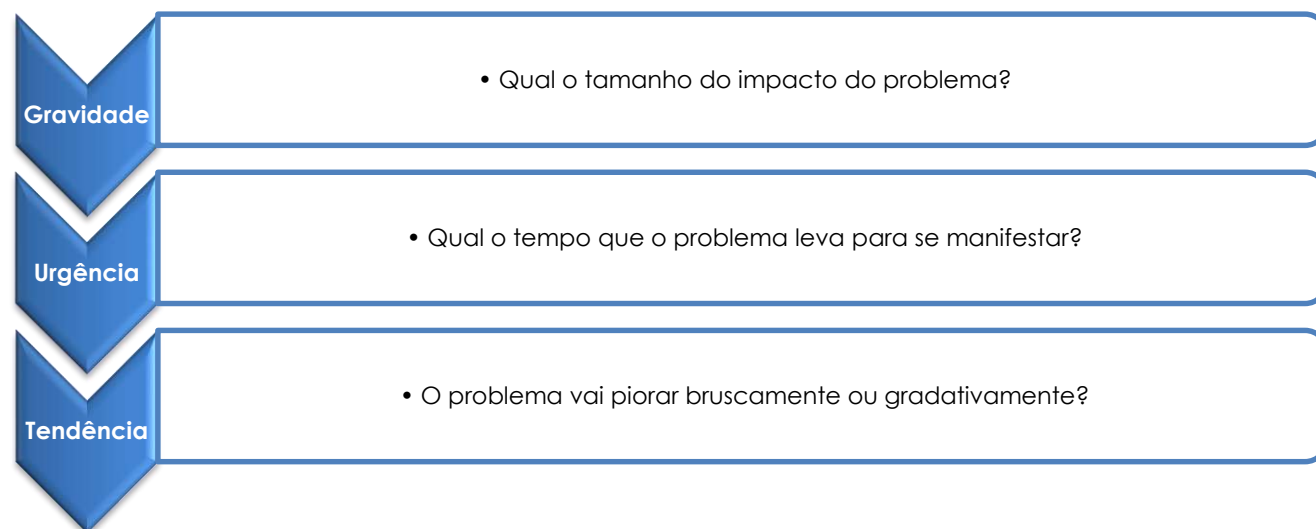 Gravidade
• Qual o tamanho do impacto do problema?
Urgência
• Qual o tempo que o problema leva para se manifestar?
Tendência
• O problema vai piorar bruscamente ou gradativamente?